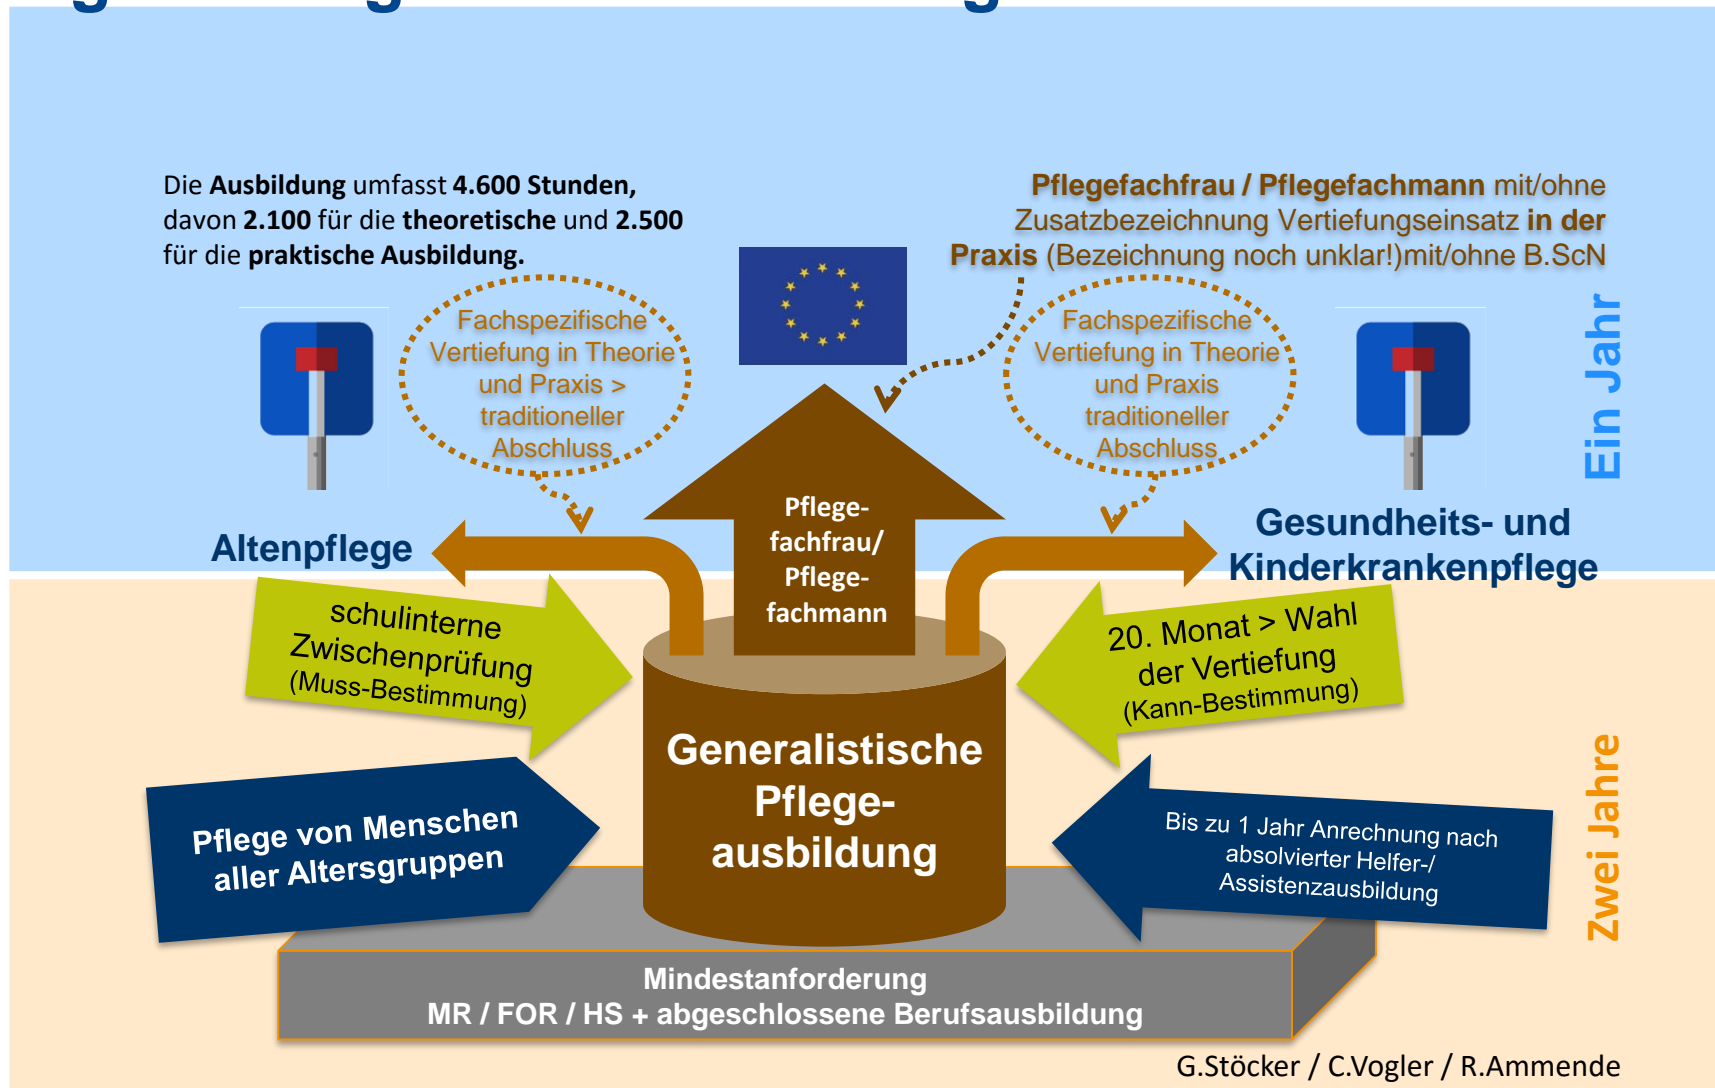 Die Ausbildung umfasst 4.600 Stunden,
davon 2.100 für die theoretische und 2.500
für die praktische Ausbildung.
Pflegefachfrau / Pflegefachmann mit/ohne
Zusatzbezeichnung Vertiefungseinsatz in der
Praxis (Bezeichnung noch unklar!)mit/ohne B.ScN
Fachspezifische
Vertiefung in Theorie
und Praxis >
traditioneller
Abschluss
Fachspezifische
Vertiefung in Theorie
und Praxis
traditioneller
Abschluss
Ein Jahr
Altenpflege
Pflege-
fachfrau/
Pflege-
fachmann
Gesundheits- und
Kinderkrankenpflege
schulinterne
Zwischenprüfung
(Muss-Bestimmung)
20. Monat > Wahl
der Vertiefung
(Kann-Bestimmung)
Generalistische
Pflege-
ausbildung
Pflege von Menschen
aller Altersgruppen
Bis zu 1 Jahr Anrechnung nach
absolvierter Helfer-/
Assistenzausbildung
Zwei Jahre
Mindestanforderung
MR / FOR / HS + abgeschlossene Berufsausbildung
G.Stöcker / C.Vogler / R.Ammende